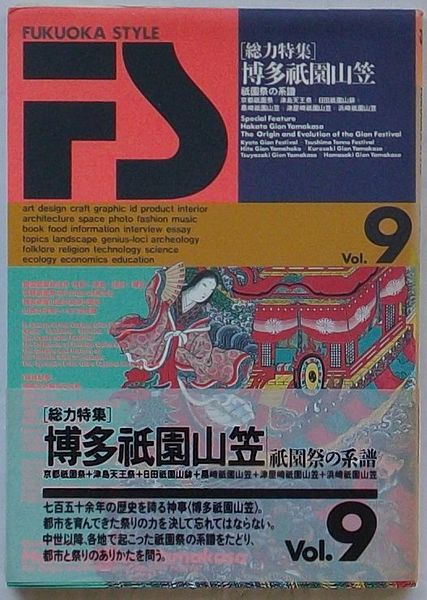 FUKUOKA STYLE
FS
[総力特集]
博多祇園山笠
祇園祭の系譜
京都祇園祭+津島天王祭+日田祇園山鉾
黒崎祇園山笠+津屋崎祇園山笠+浜崎祇園山笠
Special Feature
Hakata Gion Yamakasa
The Origin and Evolution of the Gion Festival
Kyoto Gion Festival + Tsushima Tenno Festival
Hita Gion Yamahoko + Kurosaki Gion Yamakasa
Tsuyazaki Gion Yamakasa + Hamasaki Gion Yamakasa
art design craft graphic id product interior
architecture space photo fashion music
book food information interview essay
topics landscape genius-loci archeology
folklore religion technology science
ecology economics education
Vol. 9
[総力特集]
博多祇園山笠 祇園祭の系譜
京都祇園祭+津島天王祭+日田祇園山鉾+黒崎祇園山笠+津屋崎祇園山笠+浜崎祇園山笠
七百五十余年の歴史を誇る神事〈博多祇園山笠〉。
都市を育んできた祭りの力を決して忘れてはならない。
中世以降、各地で起こった祇園祭の系譜をたどり、
都市と祭りのありかたを問う。
Vol. 9